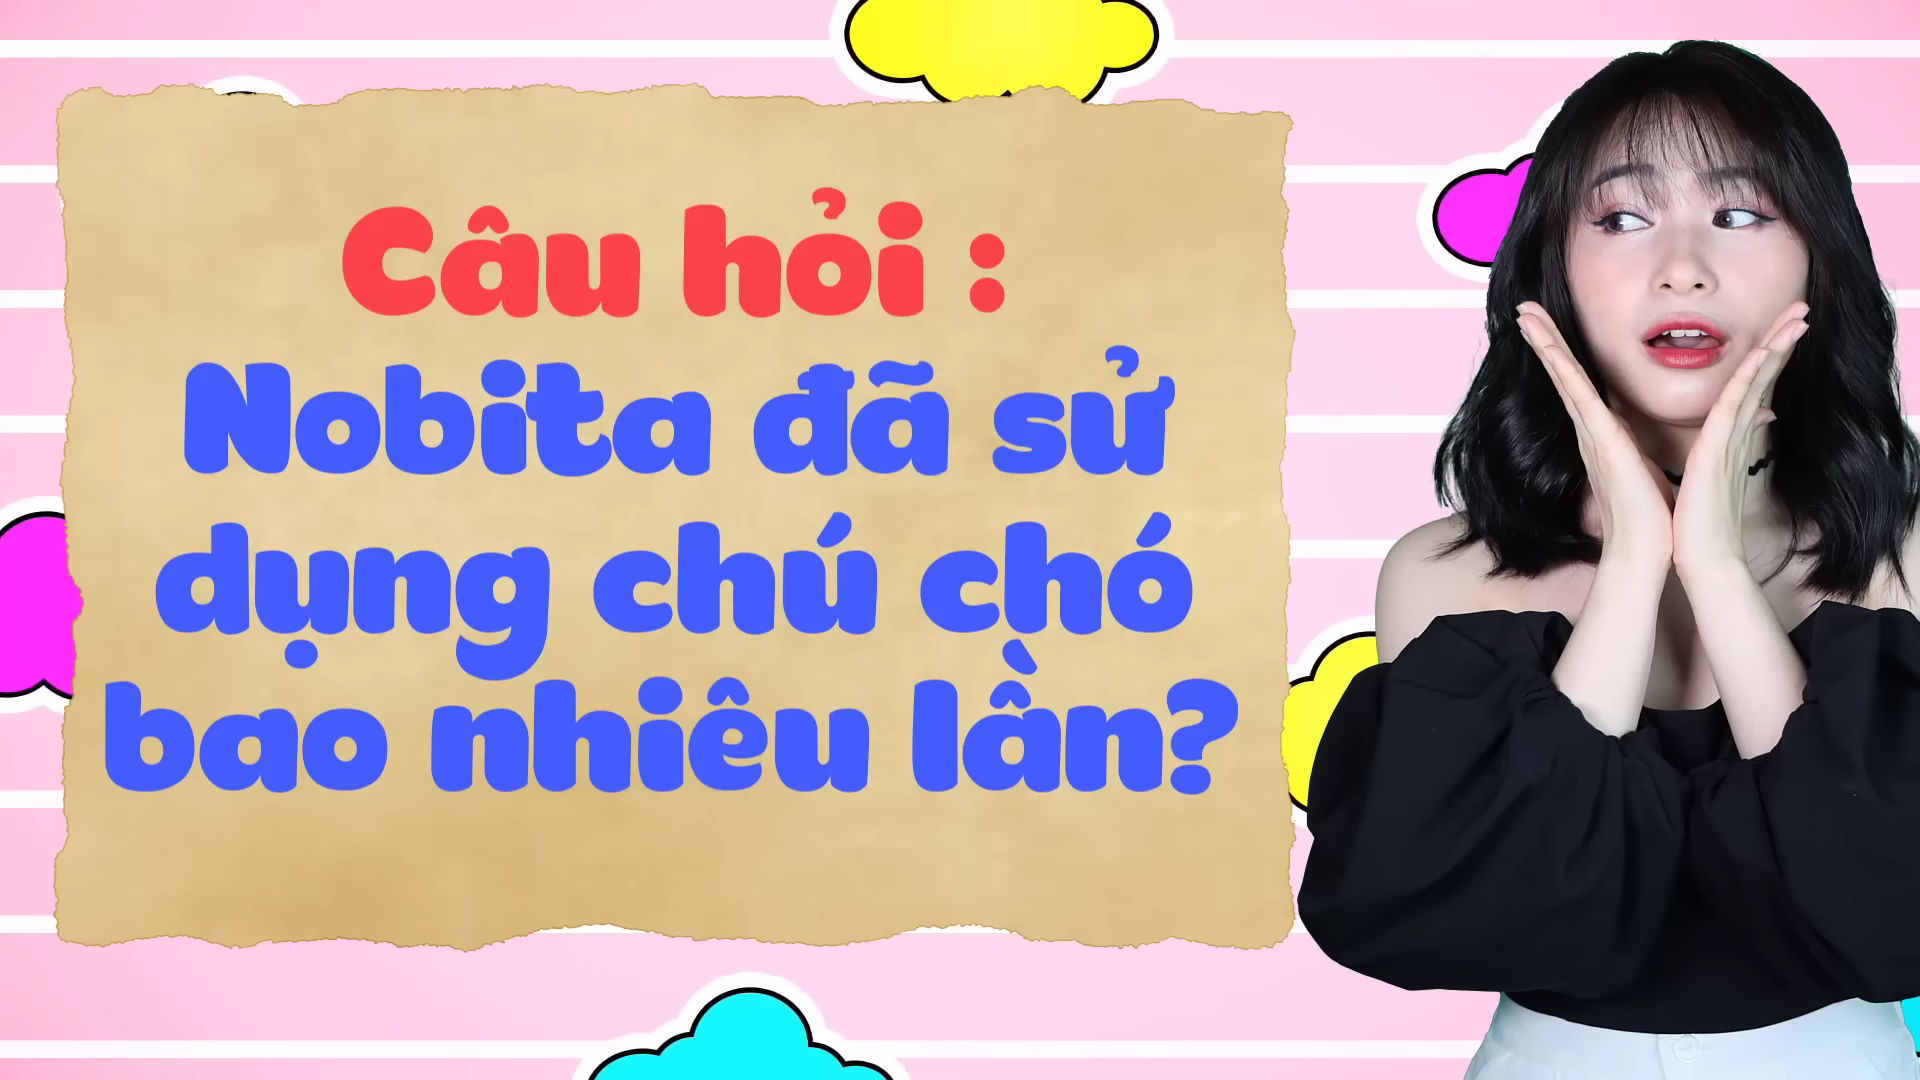 Câu hỏi :
Nobita đã sử
dụng chú chó
bao nhiêu lần?